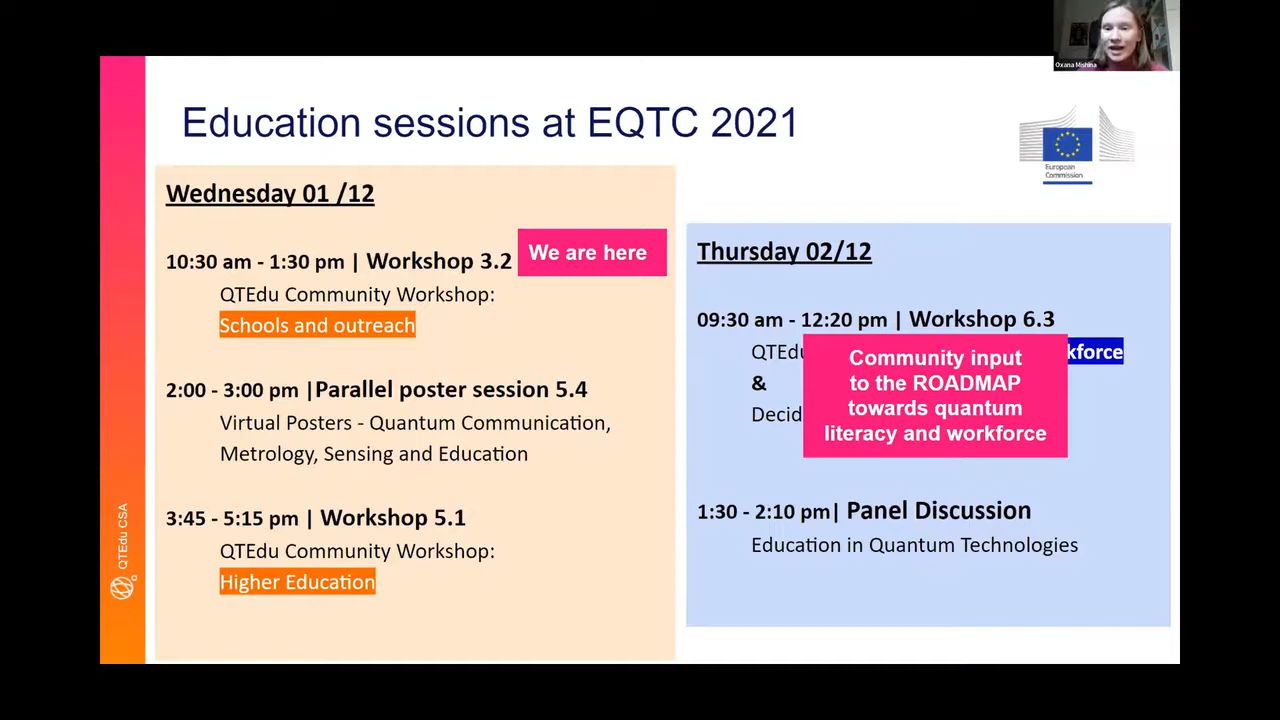 Oxana Mishina
Education sessions at EQTC 2021
European
Commission
Wednesday 01 /12
10:30 am - 1:30 pm | Workshop 3.2
We are here
QTEdu Community Workshop:
Schools and outreach
2:00 - 3:00 pm |Parallel poster session 5.4
Virtual Posters - Quantum Communication,
Metrology, Sensing and Education
3:45 - 5:15 pm | Workshop 5.1
QTEdu Community Workshop:
Higher Education
Thursday 02/12
09:30 am - 12:20 pm | Workshop 6.3
QTEdu
kforce
&
Decid
Community input
to the ROADMAP
towards quantum
literacy and workforce
1:30 - 2:10 pm| Panel Discussion
Education in Quantum Technologies
QTEdu CSA